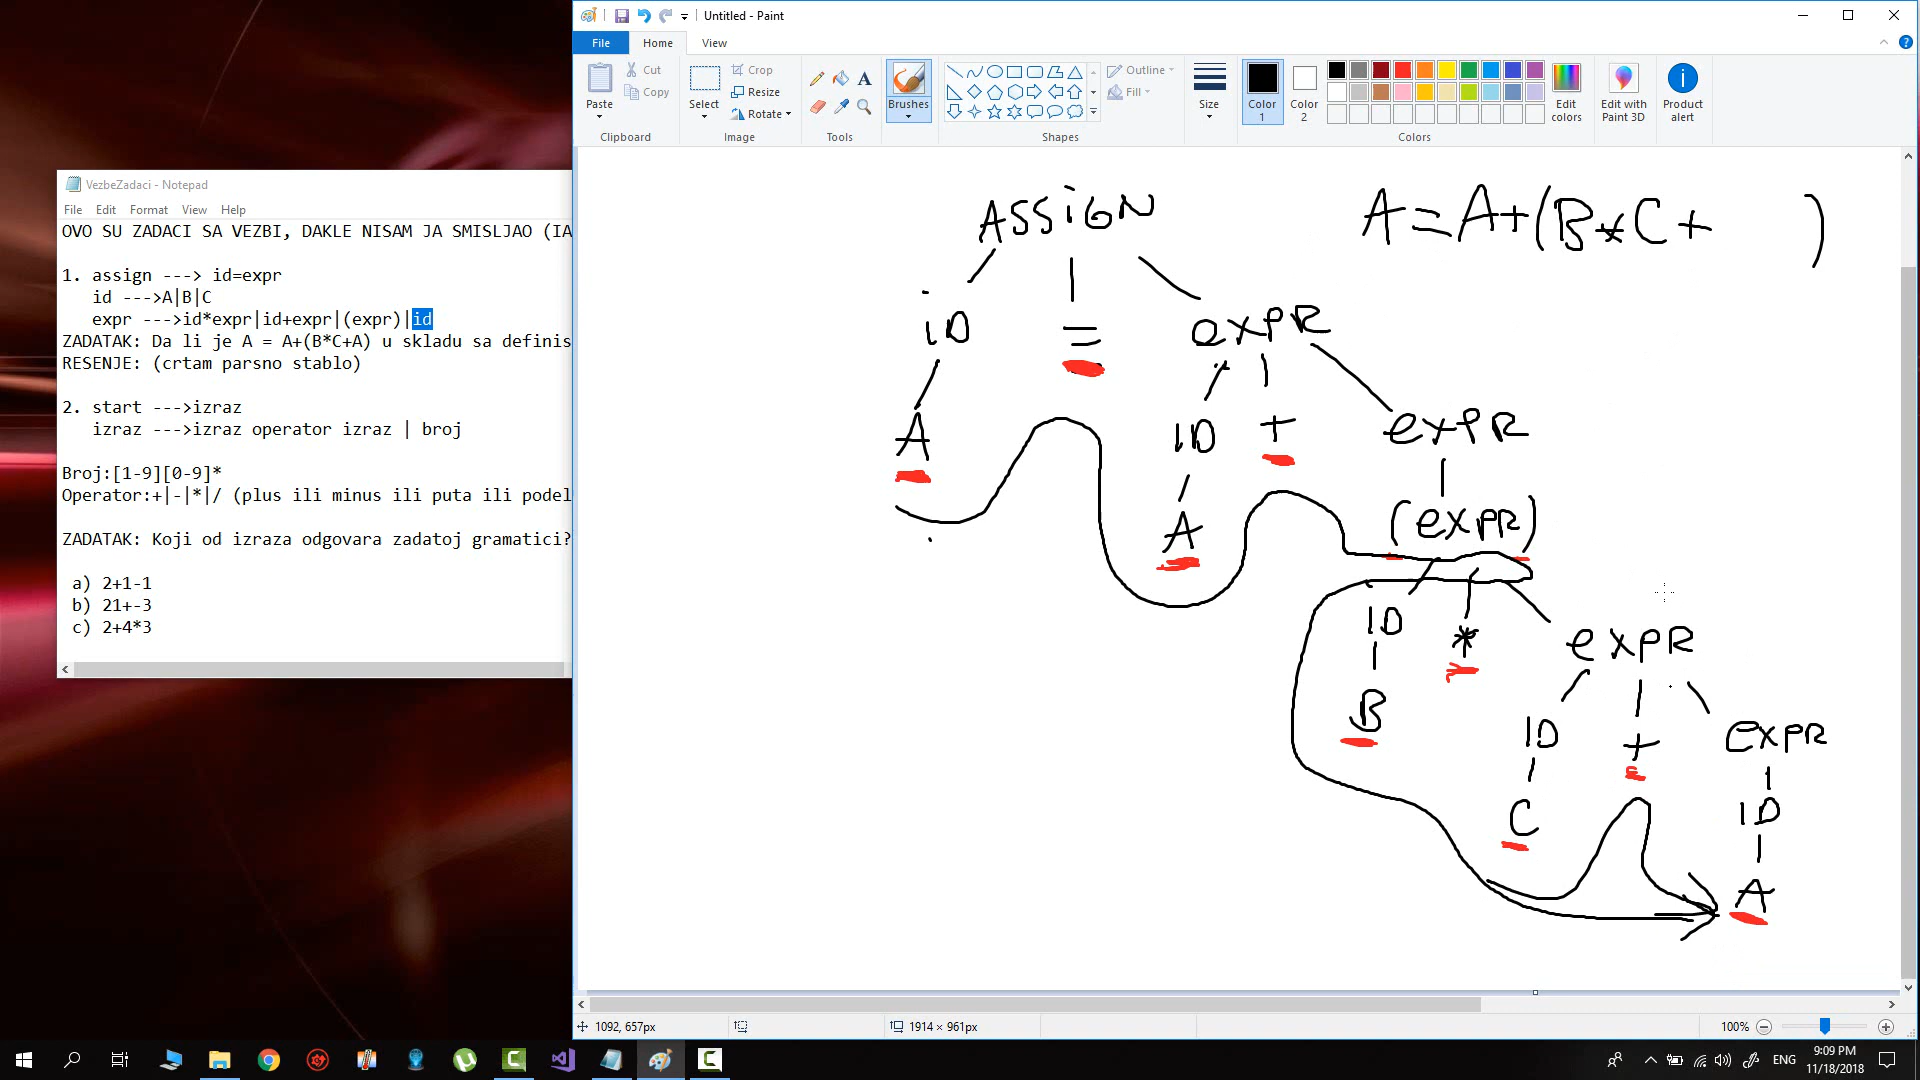 Untitled - Paint
File Home View
Paste
Cut
Copy
Clipboard
Select
Crop
Resize
Rotate
Image
Tools
Brushes
Shapes
Outline
Fill
Size
Color 1
Color 2
Colors
Edit colors
Edit with Paint 3D
Product alert
VezbeZadaci - Notepad
File Edit Format View Help
OVO SU ZADACI SA VEZBI, DAKLE NISAM JA SMISLJAO (IA
1. assign ---> id=expr
id --->A|B|C
expr --->id*expr|id+expr|(expr)|id
ZADATAK: Da li je A = A+(B*C+A) u skladu sa definis
RESENJE: (crtam parsno stablo)
2. start --->izraz
izraz --->izraz operator izraz | broj
Broj:[1-9][0-9]*
Operator:+|-|*|/ (plus ili minus ili puta ili podel
ZADATAK: Koji od izraza odgovara zadatoj gramatici?
a) 2+1-1
b) 21+-3
c) 2+4*3
ASSiGN
A=A+(B*C+ )
iD = expR
A ID + expR
A (expR)
ID * expR
B ID + expR
C ID
A
1092, 657px
1914 × 961px
100%
ENG
9:09 PM
11/18/2018